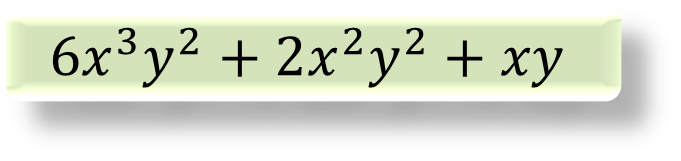 6x³y² + 2x²y² + xy